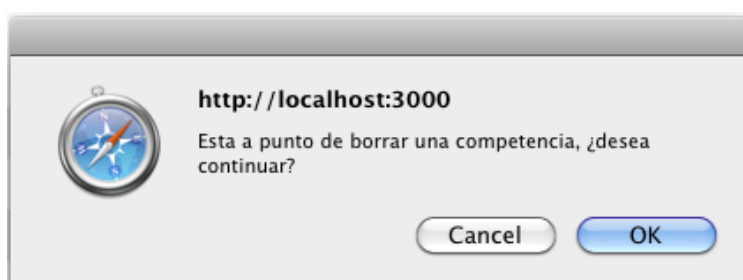 http://localhost:3000
Esta a punto de borrar una competencia, ¿desea
continuar?
Cancel
OK